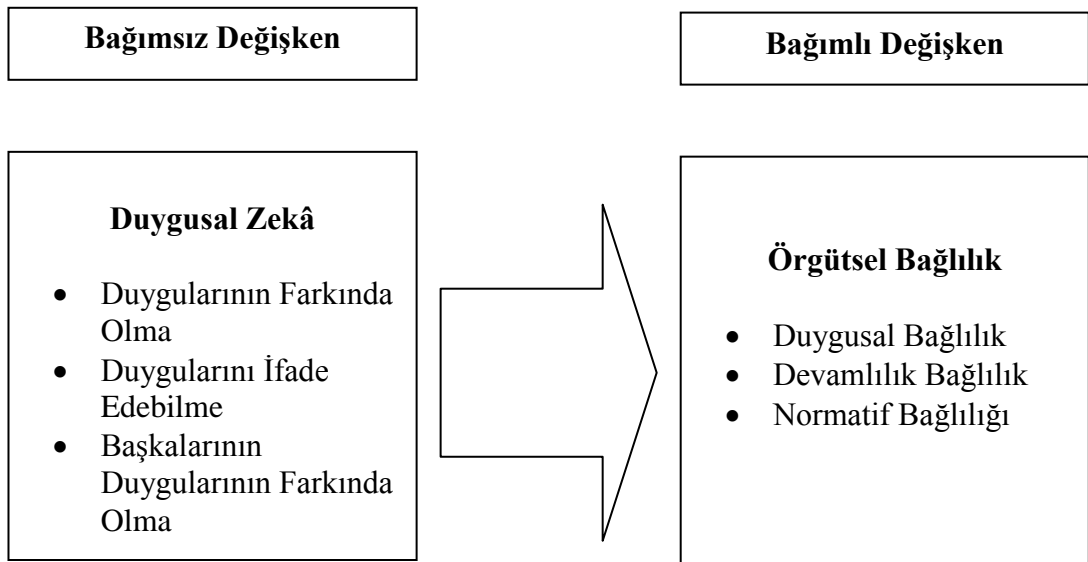 Bağımsız Değişken
Bağımlı Değişken
Duygusal Zekâ
• Duygularının Farkında
Olma
• Duygularını İfade
Edebilme
• Başkalarının
Duygularının Farkında
Olma
Örgütsel Bağlılık
• Duygusal Bağlılık
• Devamlılık Bağlılık
• Normatif Bağlılığı